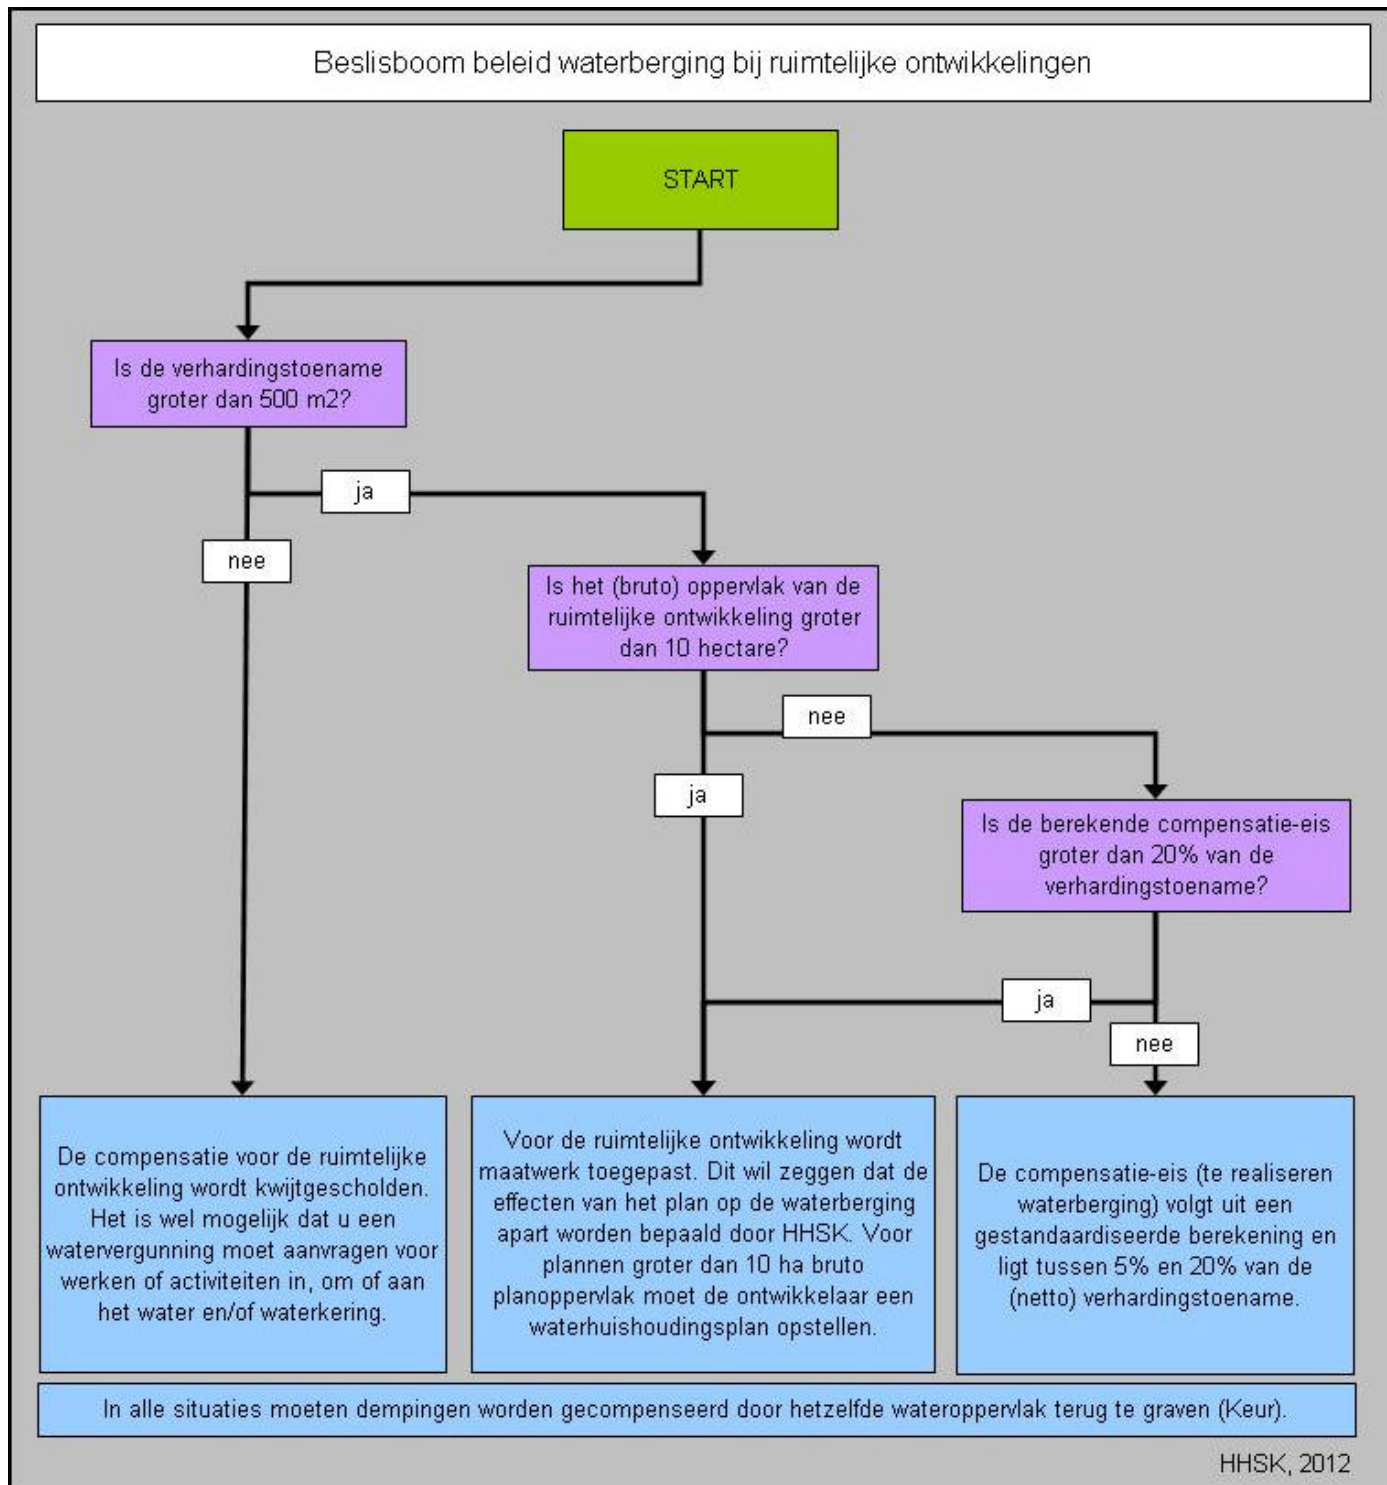 Beslisboom beleid waterberging bij ruimtelijke ontwikkelingen
START
Is de verhardingstoename
groter dan 500 m2?
ja
nee
Is het (bruto) oppervlak van de
ruimtelijke ontwikkeling groter
dan 10 hectare?
nee
ja
Is de berekende compensatie-eis
groter dan 20% van de
verhardingstoename?
ja
nee
De compensatie voor de ruimtelijke
ontwikkeling wordt kwijtgescholden.
Het is wel mogelijk dat u een
watervergunning moet aanvragen voor
werken of activiteiten in, om of aan
het water en/of waterkering.
Voor de ruimtelijke ontwikkeling wordt
maatwerk toegepast. Dit wil zeggen dat de
effecten van het plan op de waterberging
apart worden bepaald door HHSK. Voor
plannen groter dan 10 ha bruto
planoppervlak moet de ontwikkelaar een
waterhuishoudingsplan opstellen.
De compensatie-eis (te realiseren
waterberging) volgt uit een
gestandaardiseerde berekening en
ligt tussen 5% en 20% van de
(netto) verhardingstoename.
In alle situaties moeten dempingen worden gecompenseerd door hetzelfde wateroppervlak terug te graven (Keur).
HHSK, 2012